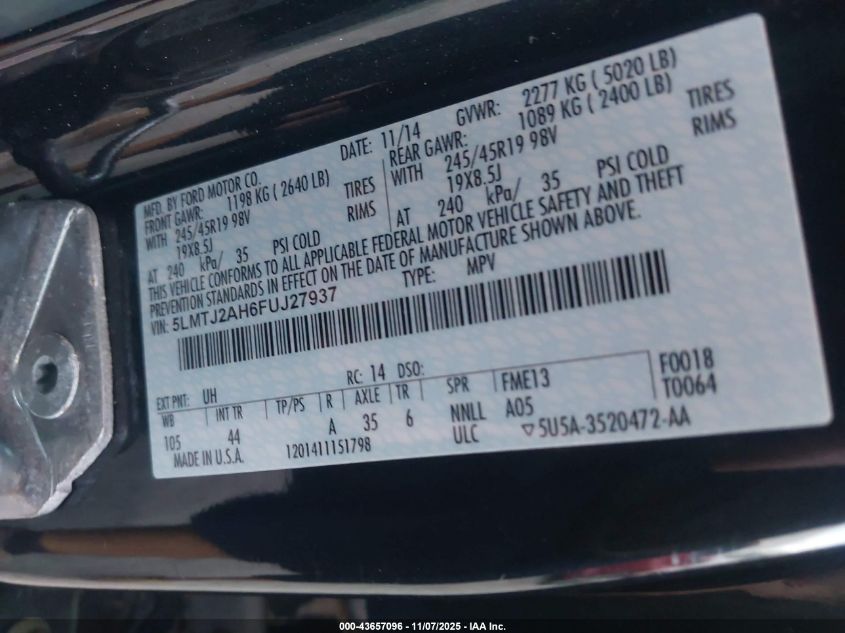 MFD. BY FORD MOTOR CO.
DATE: 11/14 GVWR: 2277 KG ( 5020 LB)
FRONT GAWR: 1198 KG ( 2640 LB) REAR GAWR: 1089 KG ( 2400 LB)
WITH 245/45R19 98V TIRES WITH 245/45R19 98V TIRES
19X8.5J RIMS 19X8.5J RIMS
AT 240 kPa/ 35 PSI COLD AT 240 kPa/ 35 PSI COLD
THIS VEHICLE CONFORMS TO ALL APPLICABLE FEDERAL MOTOR VEHICLE SAFETY AND THEFT
PREVENTION STANDARDS IN EFFECT ON THE DATE OF MANUFACTURE SHOWN ABOVE.
VIN: 5LMTJ2AH6FUJ27937 TYPE: MPV
EXT PNT: UH RC: 14 DSO: F0018
WB INT TR TP/PS R AXLE TR SPR FME13 T0064
105 44 A 35 6 NNLL A05
MADE IN U.S.A. 1201411151798 ULC ▽5U5A-3520472-AA
000-43657096 - 11/07/2025 - IAA Inc.